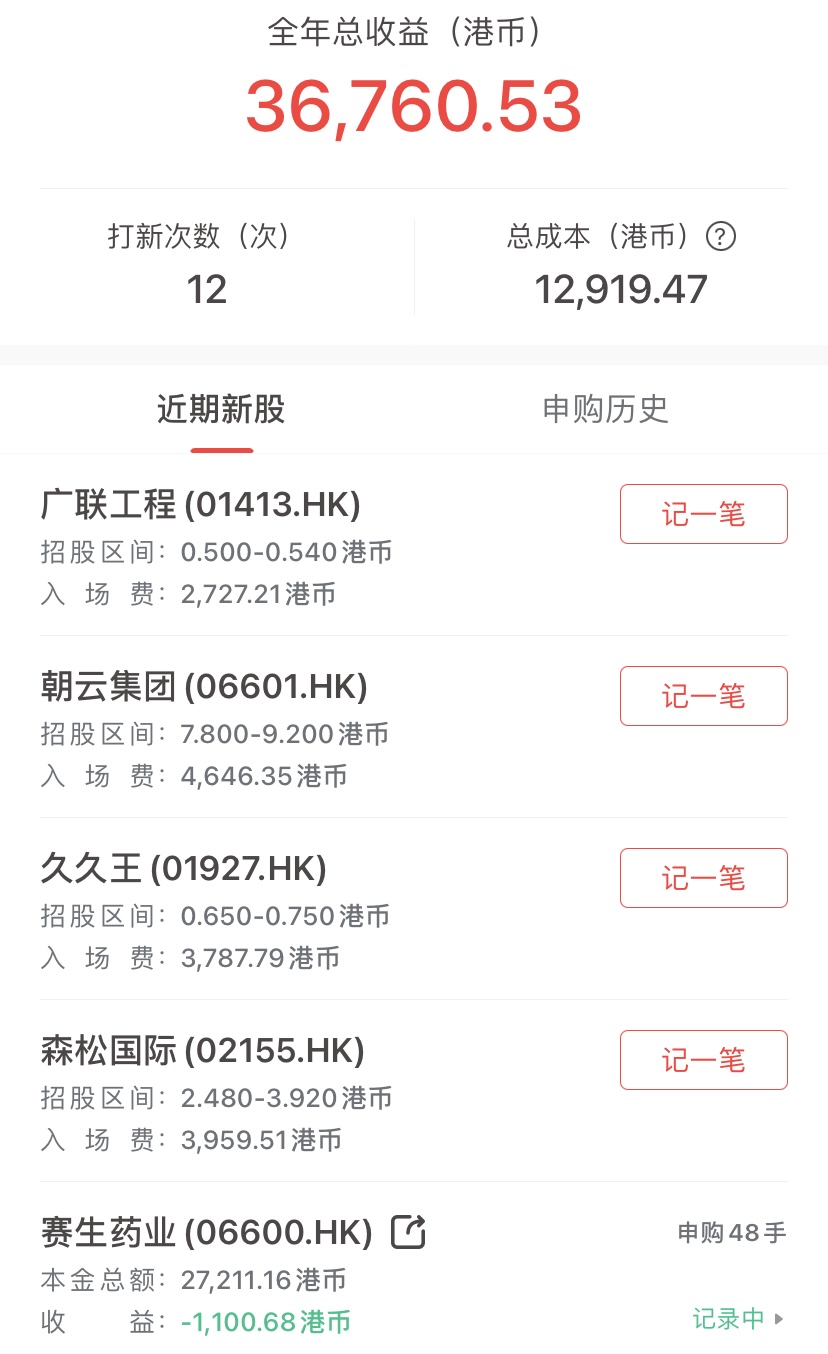 全年总收益（港币）
36,760.53
打新次数（次）
总成本（港币）?
12
12,919.47
近期新股
申购历史
广联工程(01413.HK)
记一笔
招股区间：0.500-0.540港币
入场费：2,727.21港币
朝云集团(06601.HK)
记一笔
招股区间：7.800-9.200港币
入场费：4,646.35港币
久久王(01927.HK)
记一笔
招股区间：0.650-0.750港币
入场费：3,787.79港币
森松国际(02155.HK)
记一笔
招股区间：2.480-3.920港币
入场费：3,959.51港币
赛生药业(06600.HK)
申购48手
本金总额：27,211.16港币
收益：-1,100.68港币
记录中